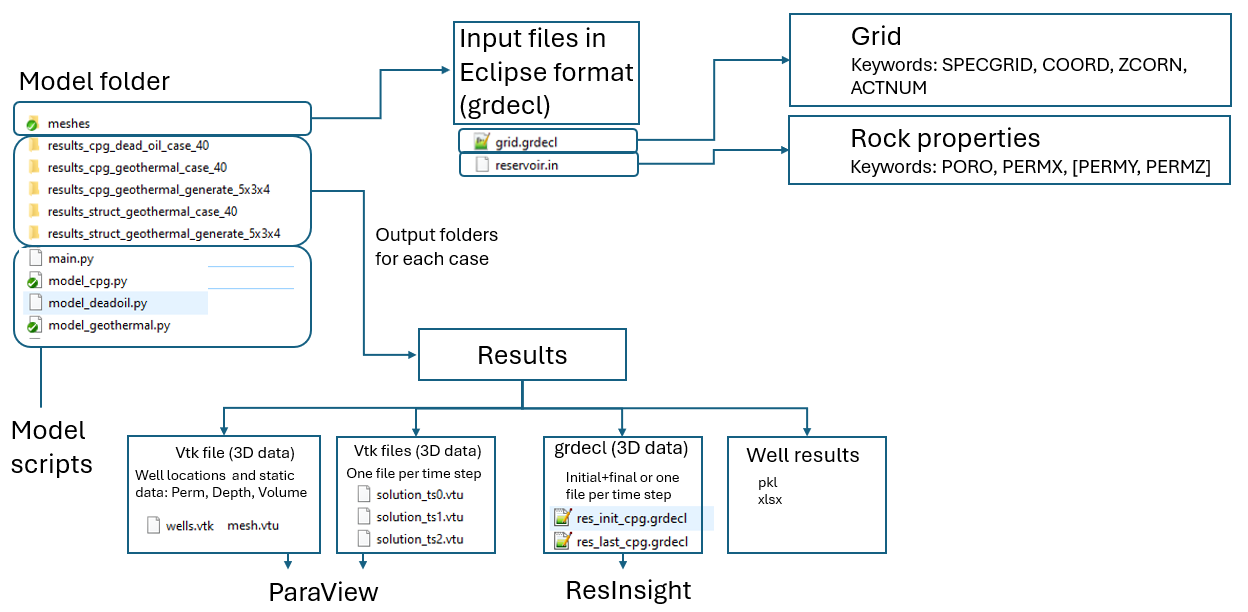 Model folder
meshes
results_cpg_dead_oil_case_40
results_cpg_geothermal_case_40
results_cpg_geothermal_generate_5x3x4
results_struct_geothermal_case_40
results_struct_geothermal_generate_5x3x4
main.py
model_cpg.py
model_deadoil.py
model_geothermal.py
Model
scripts
Input files in
Eclipse format
(grdecl)
grid.grdecl
reservoir.in
Grid
Keywords: SPECGRID, COORD, ZCORN,
ACTNUM
Rock properties
Keywords: PORO, PERMX, [PERMY, PERMZ]
Output folders
for each case
Results
Vtk file (3D data)
Well locations and static
data: Perm, Depth, Volume
wells.vtk mesh.vtu
Vtk files (3D data)
One file per time step
solution_ts0.vtu
solution_ts1.vtu
solution_ts2.vtu
ParaView
grdecl (3D data)
Initial+final or one
file per time step
res_init_cpg.grdecl
res_last_cpg.grdecl
ResInsight
Well results
pkl
xlsx